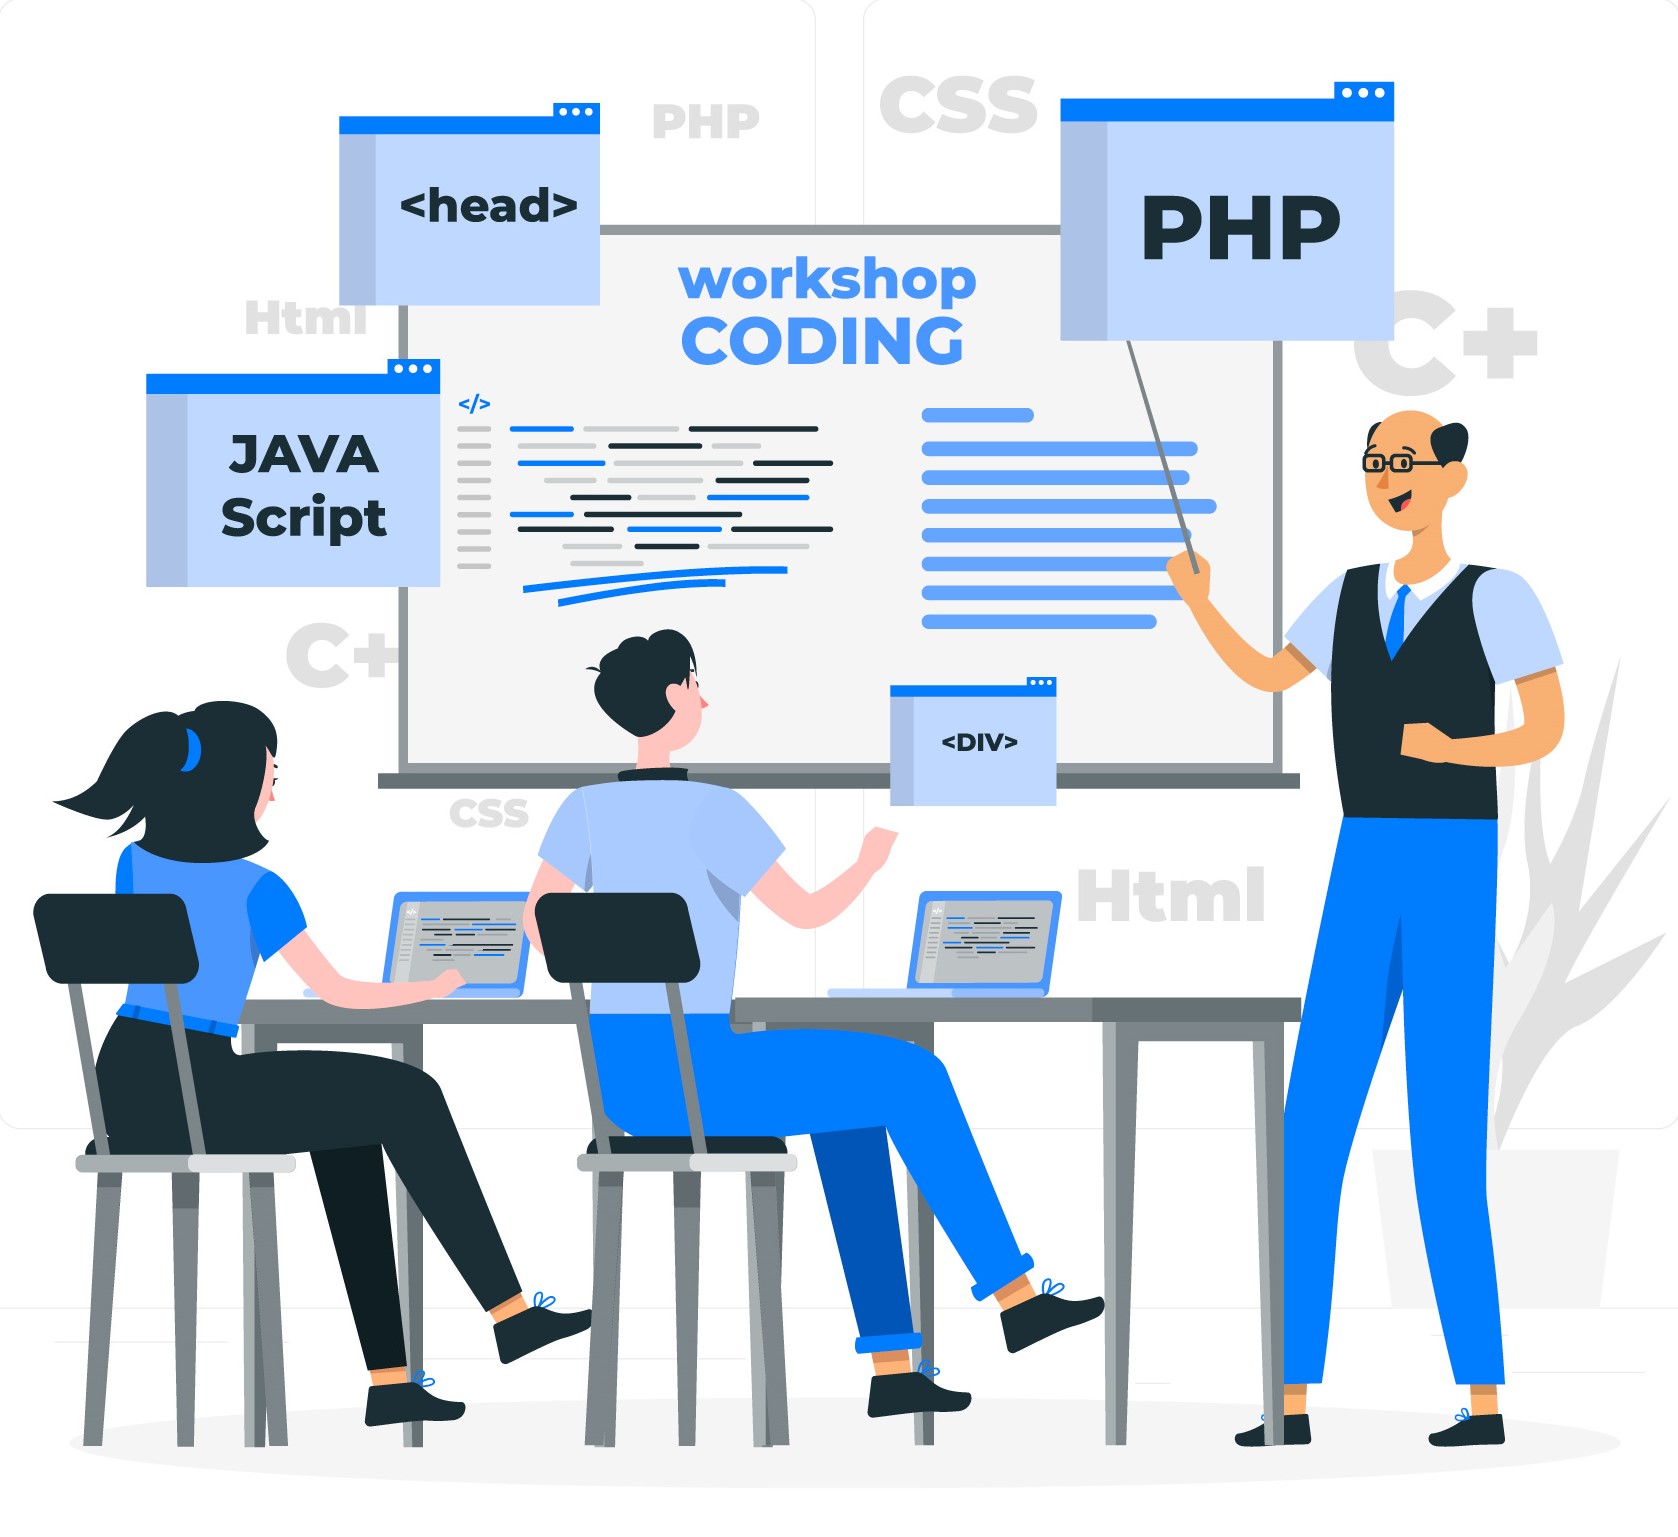 PHP
CSS
<head>
PHP
workshop
CODING
Html
C+
JAVA
Script
</>
C+
<DIV>
CSS
Html